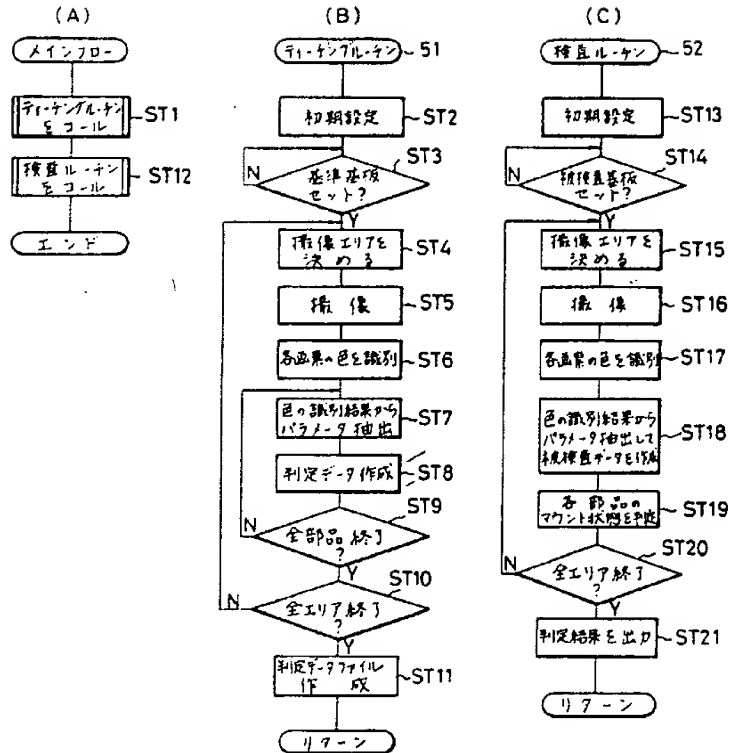 (A)
メインフロー
ティーチングルーチン
をコール
ST1
検査ルーチン
をコール
ST12
エンド
(B)
ティーチングルーチン
51
初期設定
ST2
基準基板
セット?
ST3
N
Y
撮像エリアを
決める
ST4
撮像
ST5
各画素の色を識別
ST6
色の識別結果から
パラメータ抽出
ST7
判定データ作成
ST8
全部品終了
?
ST9
N
Y
全エリア終了
?
ST10
N
Y
判定データファイル
作成
ST11
リターン
(C)
検査ルーチン
52
初期設定
ST13
被検査基板
セット?
ST14
N
Y
撮像エリアを
決める
ST15
撮像
ST16
各画素の色を識別
ST17
色の識別結果から
パラメータ抽出して
被検査データを作成
ST18
各部品の
マウント状態を判定
ST19
全エリア終了
?
ST20
N
Y
判定結果を出力
ST21
リターン